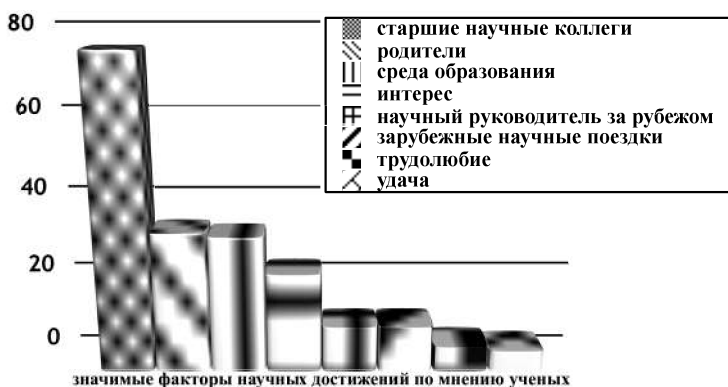 80
60
40
20
0
старшие научные коллеги
родители
среда образования
интерес
научный руководитель за рубежом
зарубежные научные поездки
трудолюбие
удача
значимые факторы научных достижений по мнению ученых